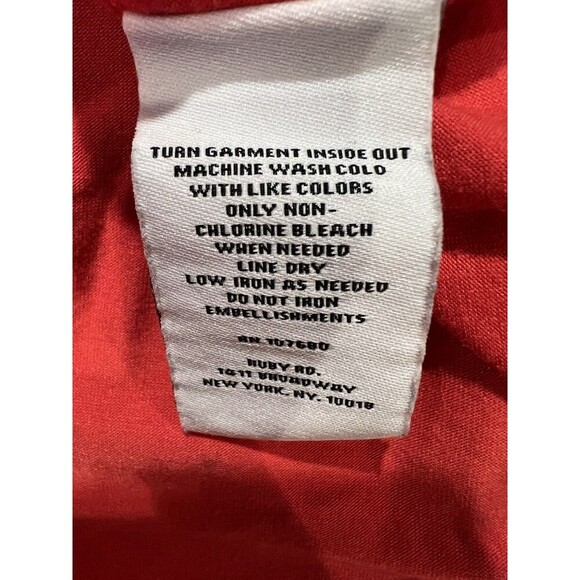 TURN GARMENT INSIDE OUT
MACHINE WASH COLD
WITH LIKE COLORS
ONLY NON-
CHLORINE BLEACH
WHEN NEEDED
LINE DRY
LOW IRON AS NEEDED
DO NOT IRON
EMBELLISHMENTS
RN 107680
RUBY RD.
1411 BROADWAY
NEW YORK, NY. 10018